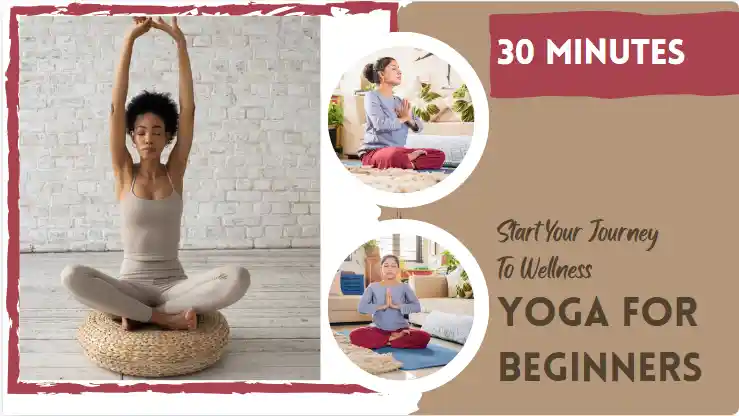 30 MINUTES
Start Your Journey
To Wellness
YOGA FOR
BEGINNERS